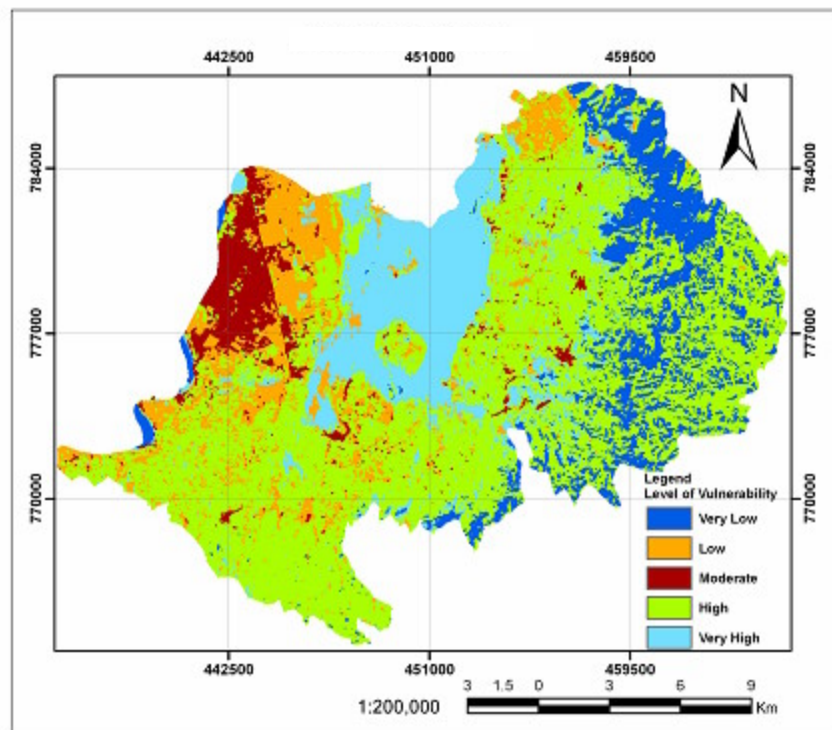 442500 451000 459500
N
784000 784000
777000 777000
770000 770000
Legend
Level of Vulnerability
Very Low
Low
Moderate
High
Very High
442500 451000 459500
3 1.5 0 3 6 9
1:200,000 Km